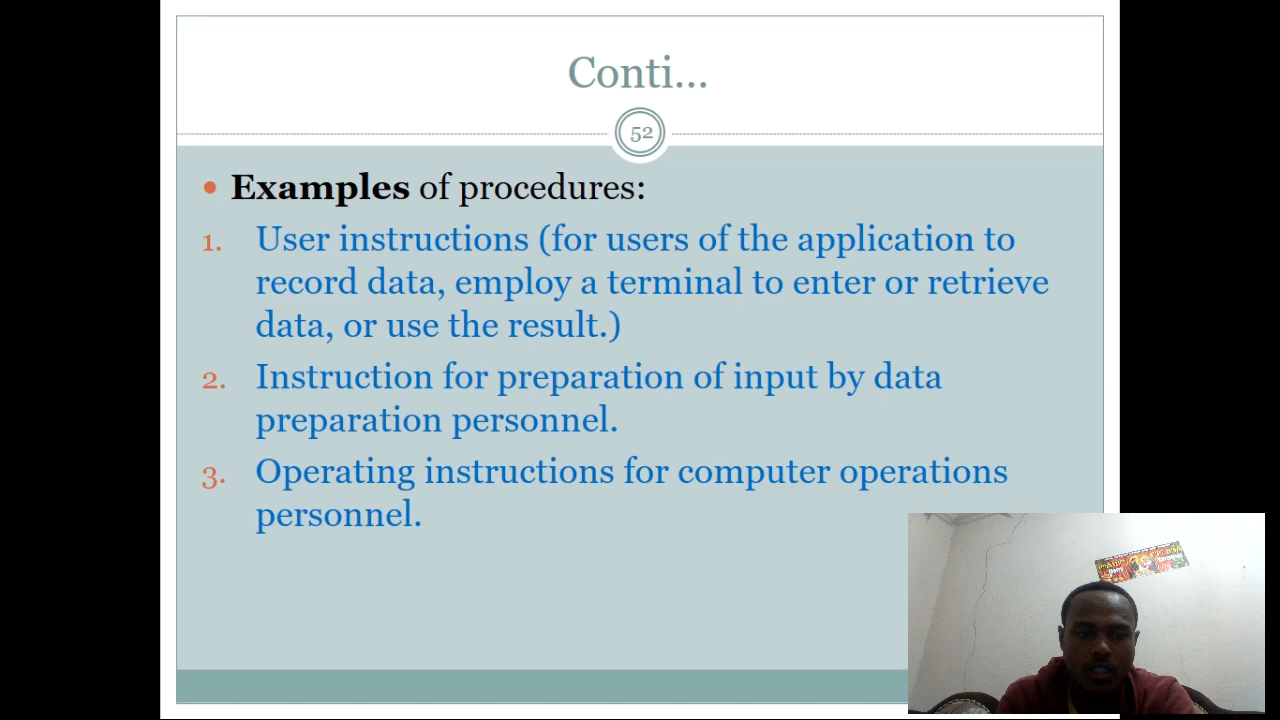 Conti...
52
• Examples of procedures:
1. User instructions (for users of the application to
record data, employ a terminal to enter or retrieve
data, or use the result.)
2. Instruction for preparation of input by data
preparation personnel.
3. Operating instructions for computer operations
personnel.